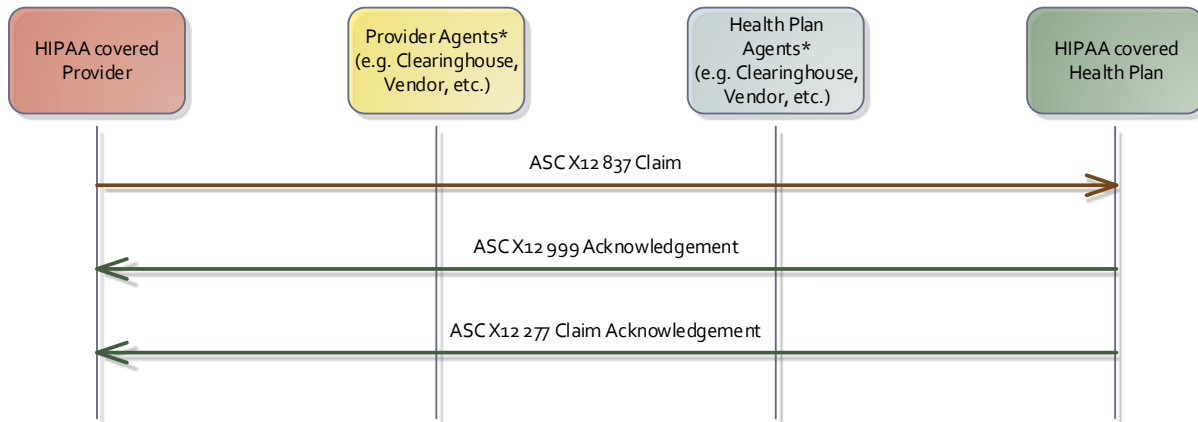 HIPAA covered
Provider
Provider Agents*
(e.g. Clearinghouse,
Vendor, etc.)
Health Plan
Agents*
(e.g. Clearinghouse,
Vendor, etc.)
HIPAA covered
Health Plan
ASC X12 837 Claim
ASC X12 999 Acknowledgement
ASC X12 277 Claim Acknowledgement